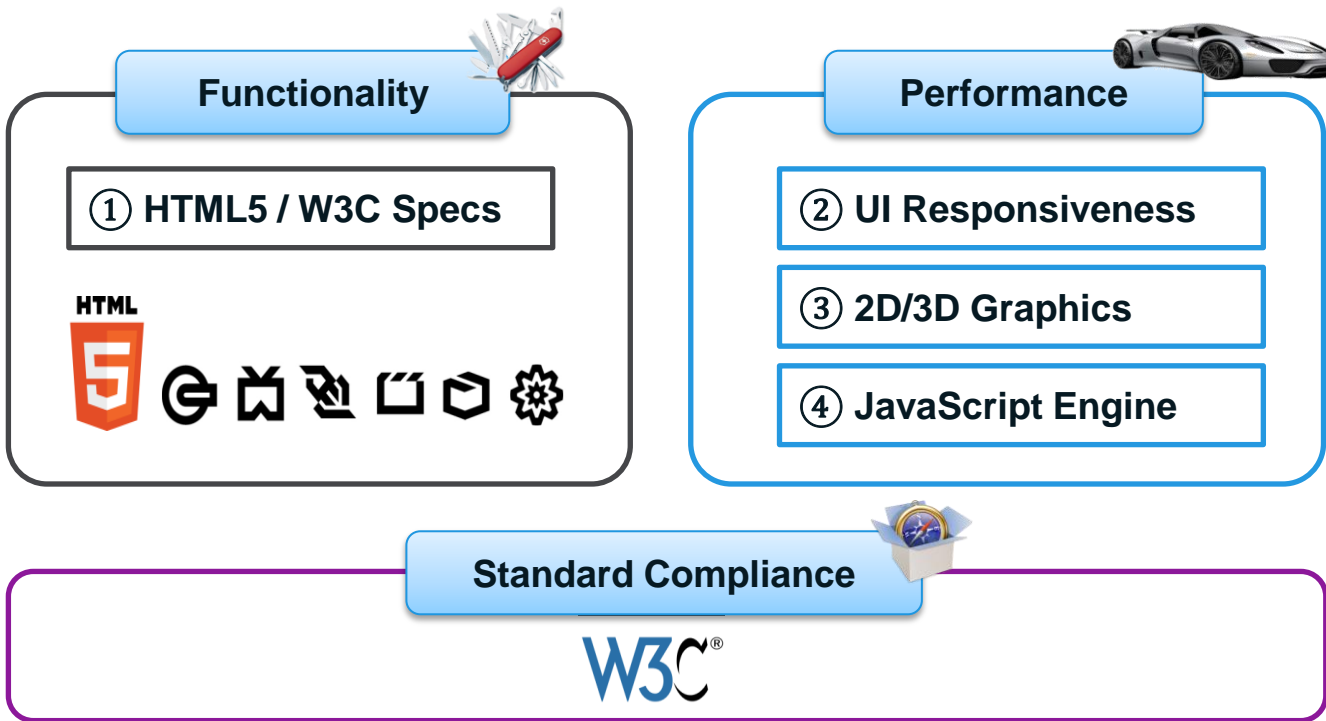 Functionality
① HTML5 / W3C Specs
HTML
5
Performance
② UI Responsiveness
③ 2D/3D Graphics
④ JavaScript Engine
Standard Compliance
W3C®